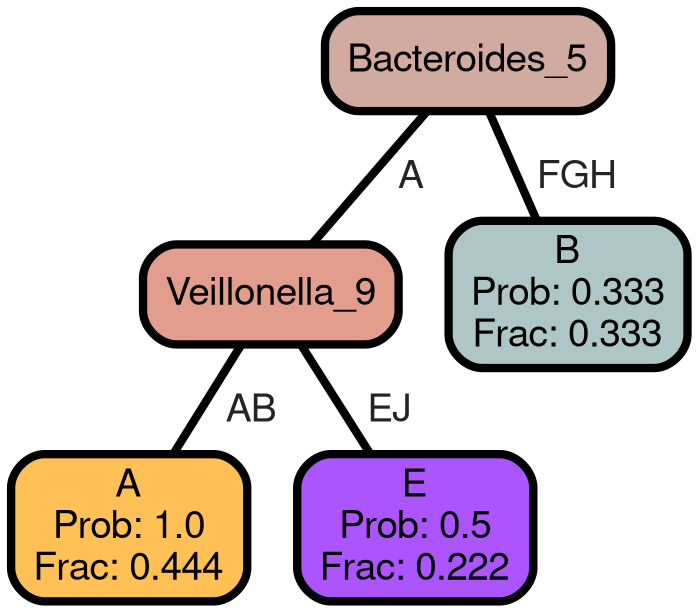 Bacteroides_5
A
FGH
Veillonella_9
B
Prob: 0.333
Frac: 0.333
AB
EJ
A
Prob: 1.0
Frac: 0.444
E
Prob: 0.5
Frac: 0.222